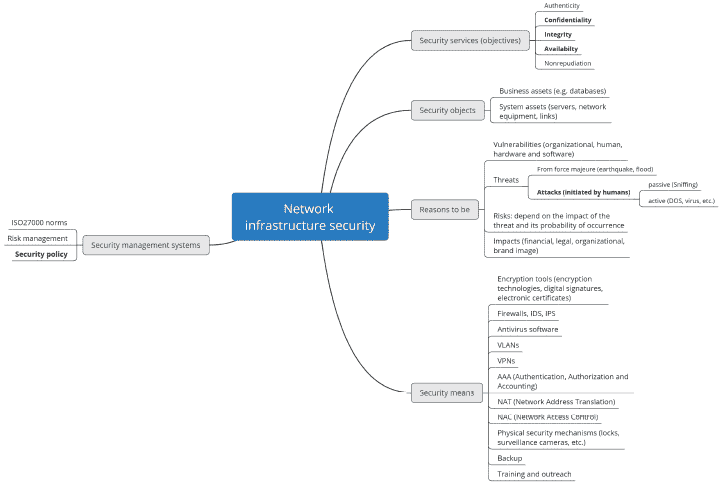 Authenticity
Confidentiality
Integrity
Availabilty
Nonrepudiation
Security services (objectives)
Business assets (e.g. databases)
System assets (servers, network
equipment, links)
Security objects
Vulnerabilities (organizational, human,
hardware and software)
Threats
From force majeure (earthquake, flood)
Attacks (initiated by humans)
passive (Sniffing)
active (DOS, virus, etc.)
Reasons to be
Risks: depend on the impact of the
threat and its probability of occurrence
Impacts (financial, legal, organizational,
brand image)
Network
infrastructure security
ISO27000 norms
Risk management
Security policy
Security management systems
Encryption tools (encryption
technologies, digital signatures,
electronic certificates)
Firewalls, IDS, IPS
Antivirus software
VLANs
VPNs
AAA (Authentication, Authorization and
Accounting)
Security means
NAT (Network Address Translation)
NAC (Network Access Control)
Physical security mechanisms (locks,
surveillance cameras, etc.)
Backup
Training and outreach